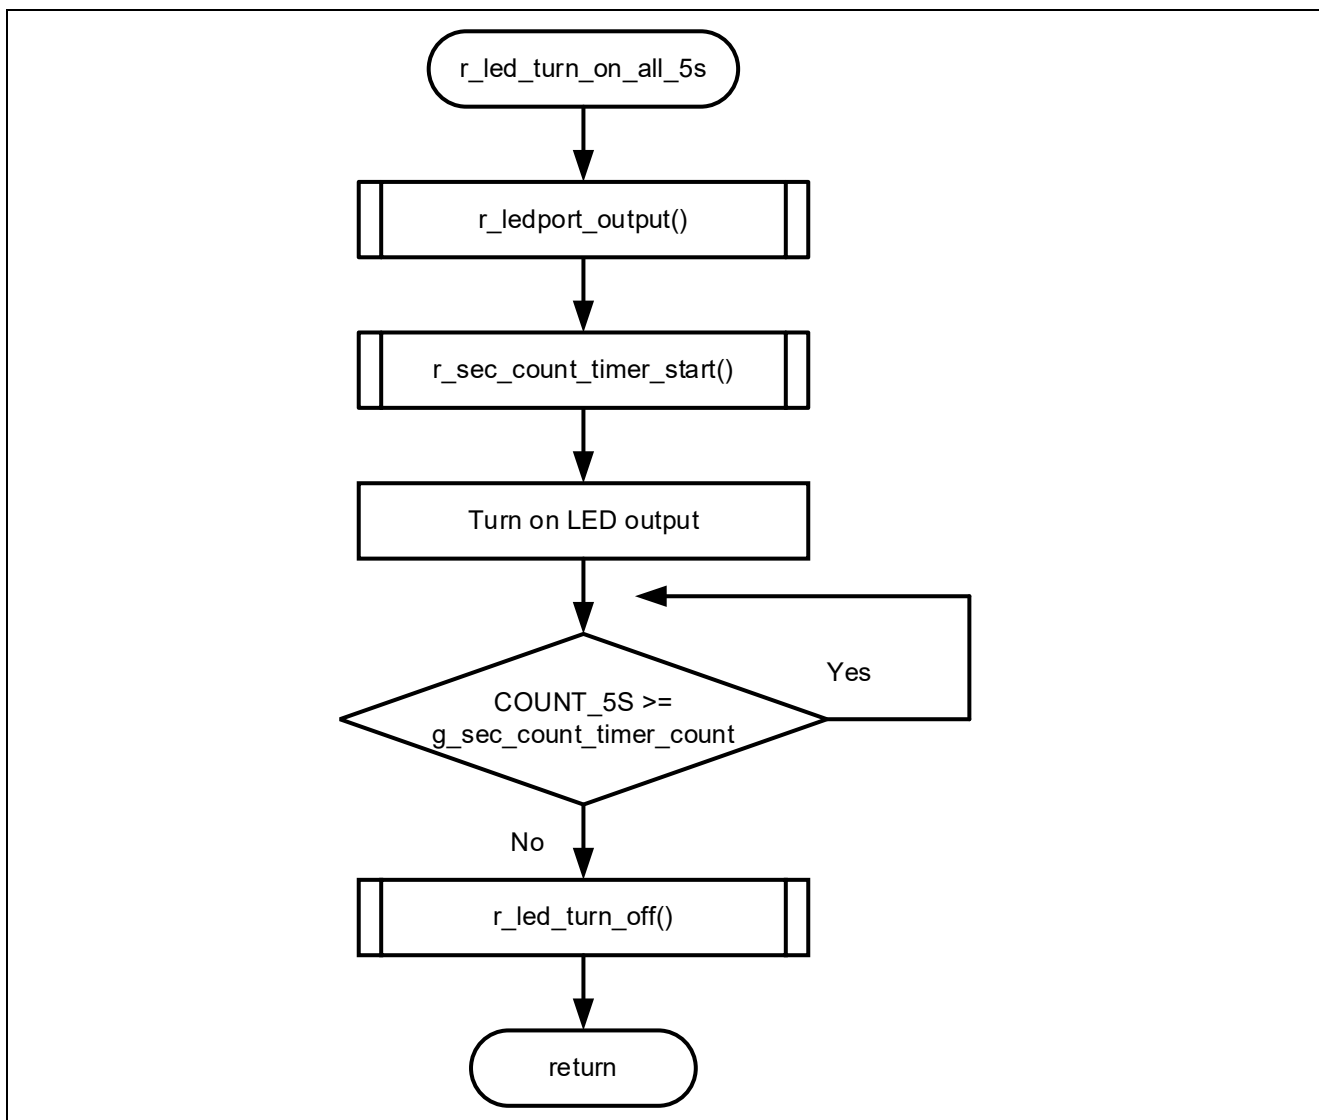 r_led_turn_on_all_5s
r_ledport_output()
r_sec_count_timer_start()
Turn on LED output
Yes
COUNT_5S >=
g_sec_count_timer_count
No
r_led_turn_off()
return